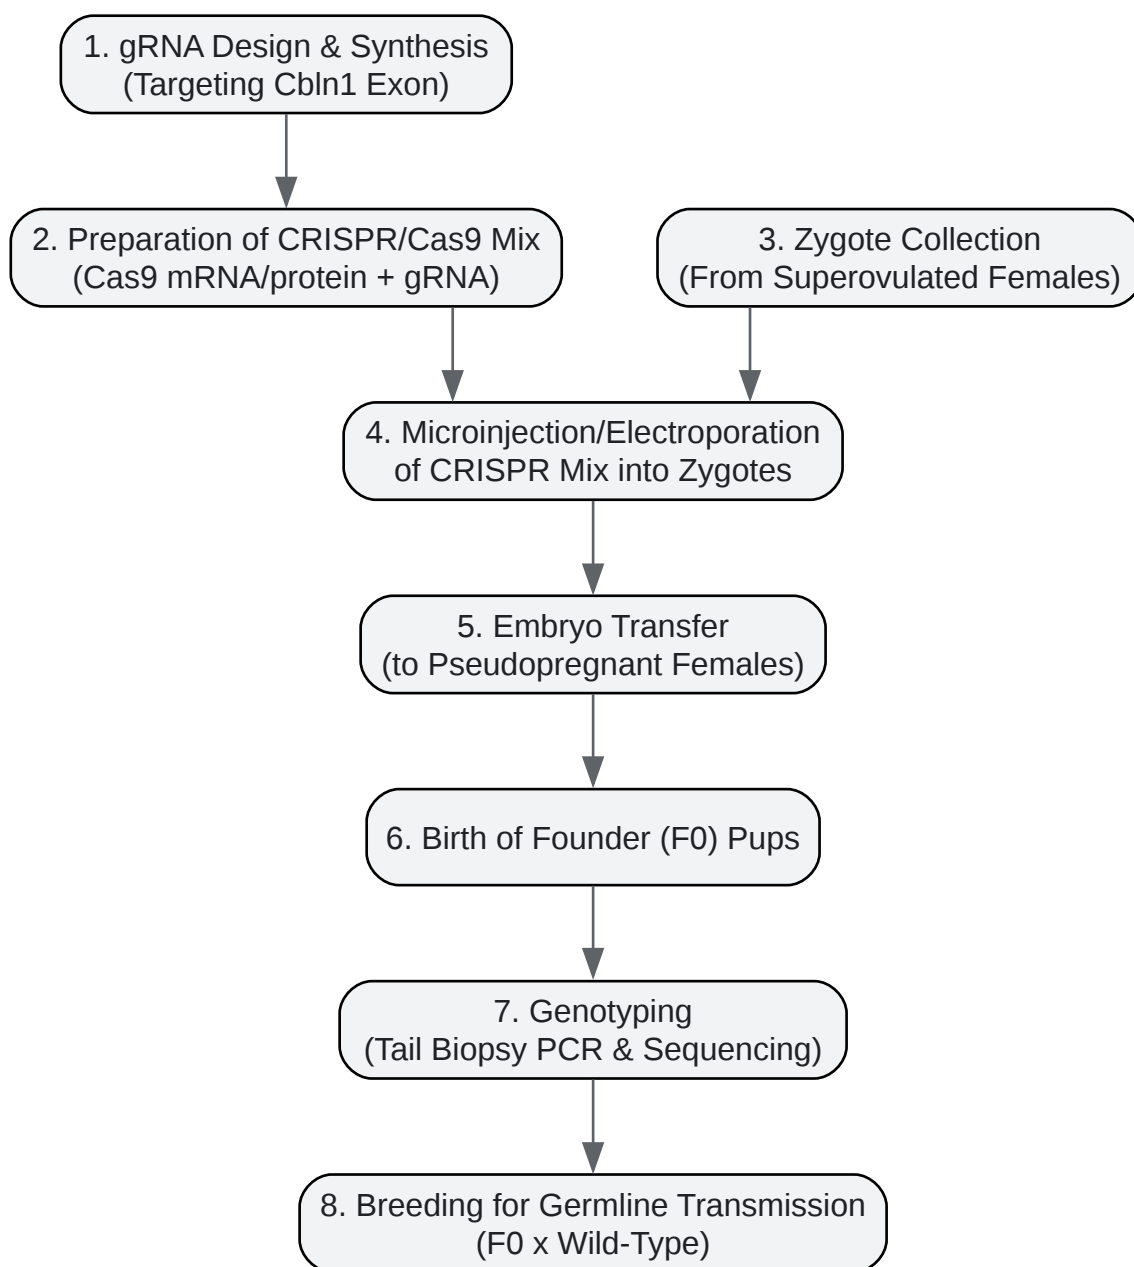 1. gRNA Design & Synthesis
(Targeting Cbln1 Exon)
2. Preparation of CRISPR/Cas9 Mix
(Cas9 mRNA/protein + gRNA)
3. Zygote Collection
(From Superovulated Females)
4. Microinjection/Electroporation
of CRISPR Mix into Zygotes
5. Embryo Transfer
(to Pseudopregnant Females)
6. Birth of Founder (F0) Pups
7. Genotyping
(Tail Biopsy PCR & Sequencing)
8. Breeding for Germline Transmission
(F0 x Wild-Type)